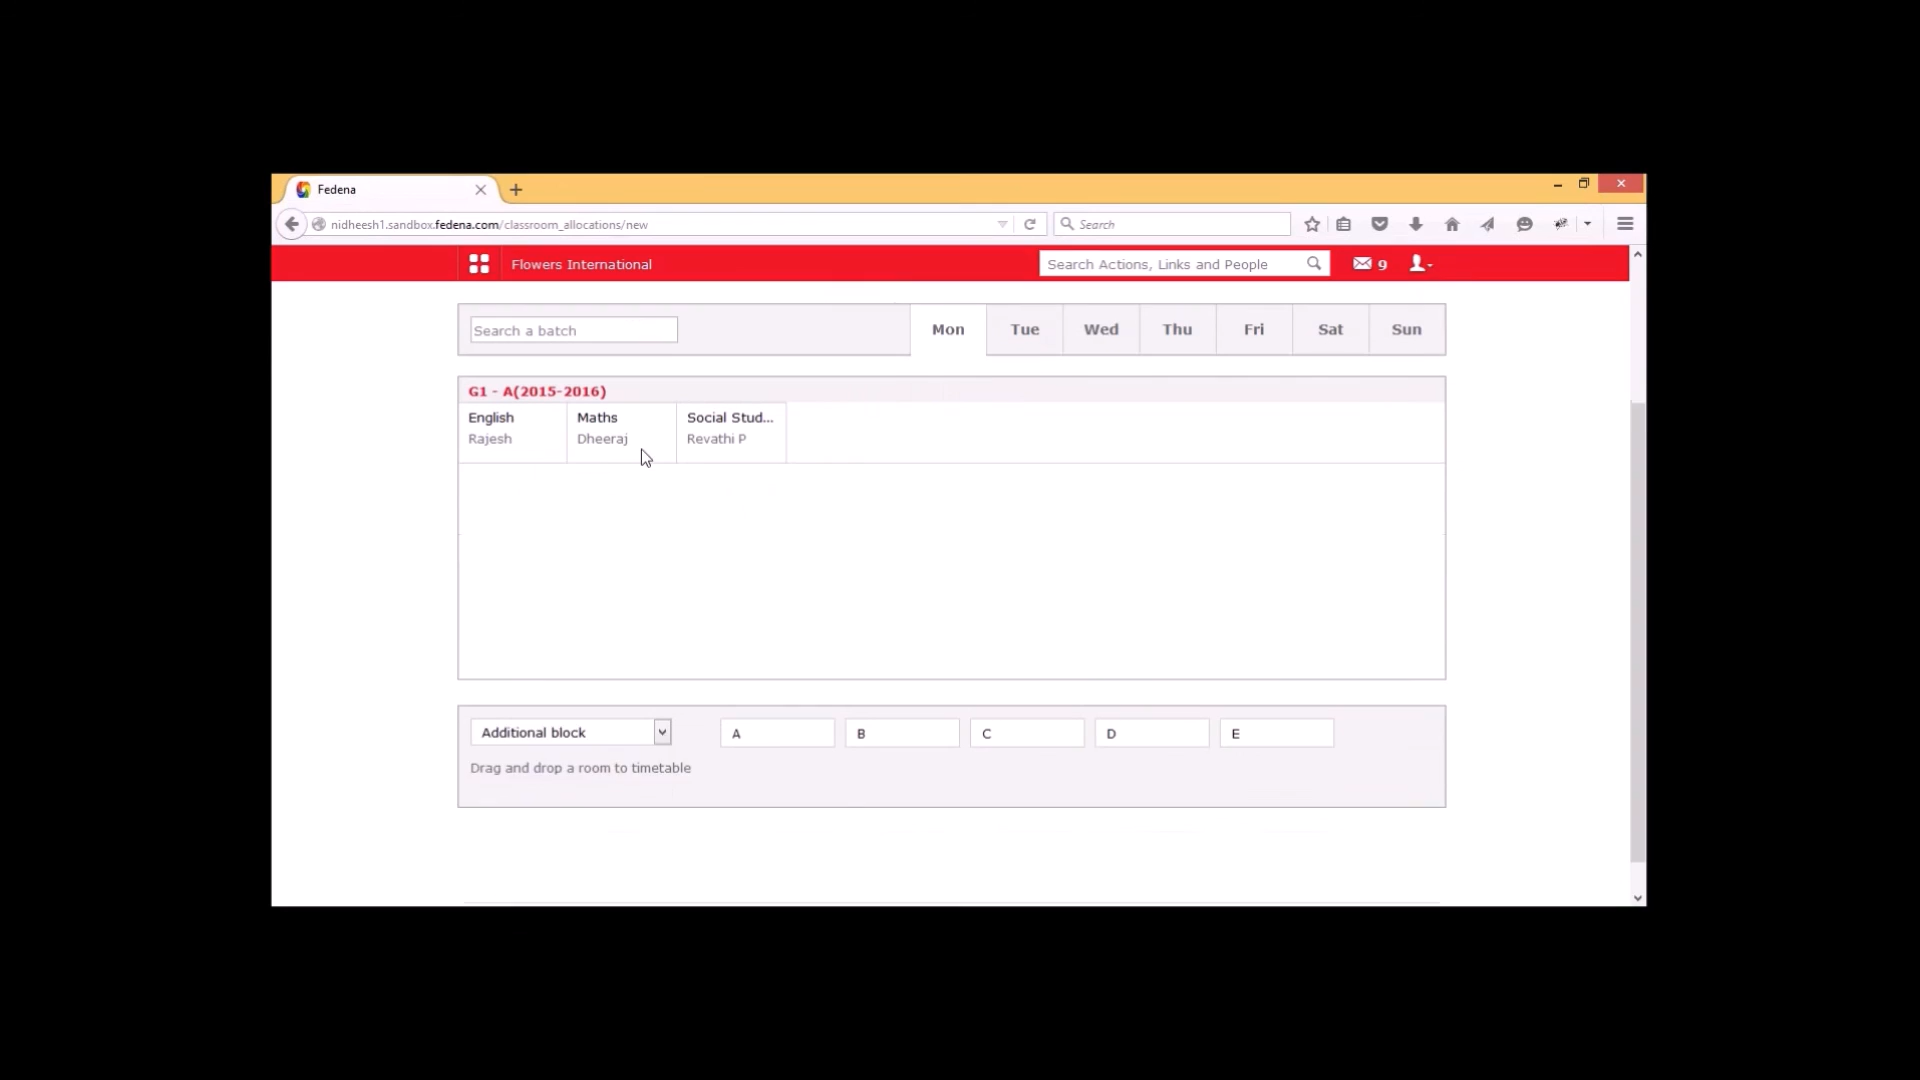 Fedena
nidheesh1.sandbox.fedena.com/classroom_allocations/new
Search
Flowers International
Search Actions, Links and People
9
Search a batch
Mon Tue Wed Thu Fri Sat Sun
G1 - A(2015-2016)
English Maths Social Stud...
Rajesh Dheeraj Revathi P
Additional block A B C D E
Drag and drop a room to timetable